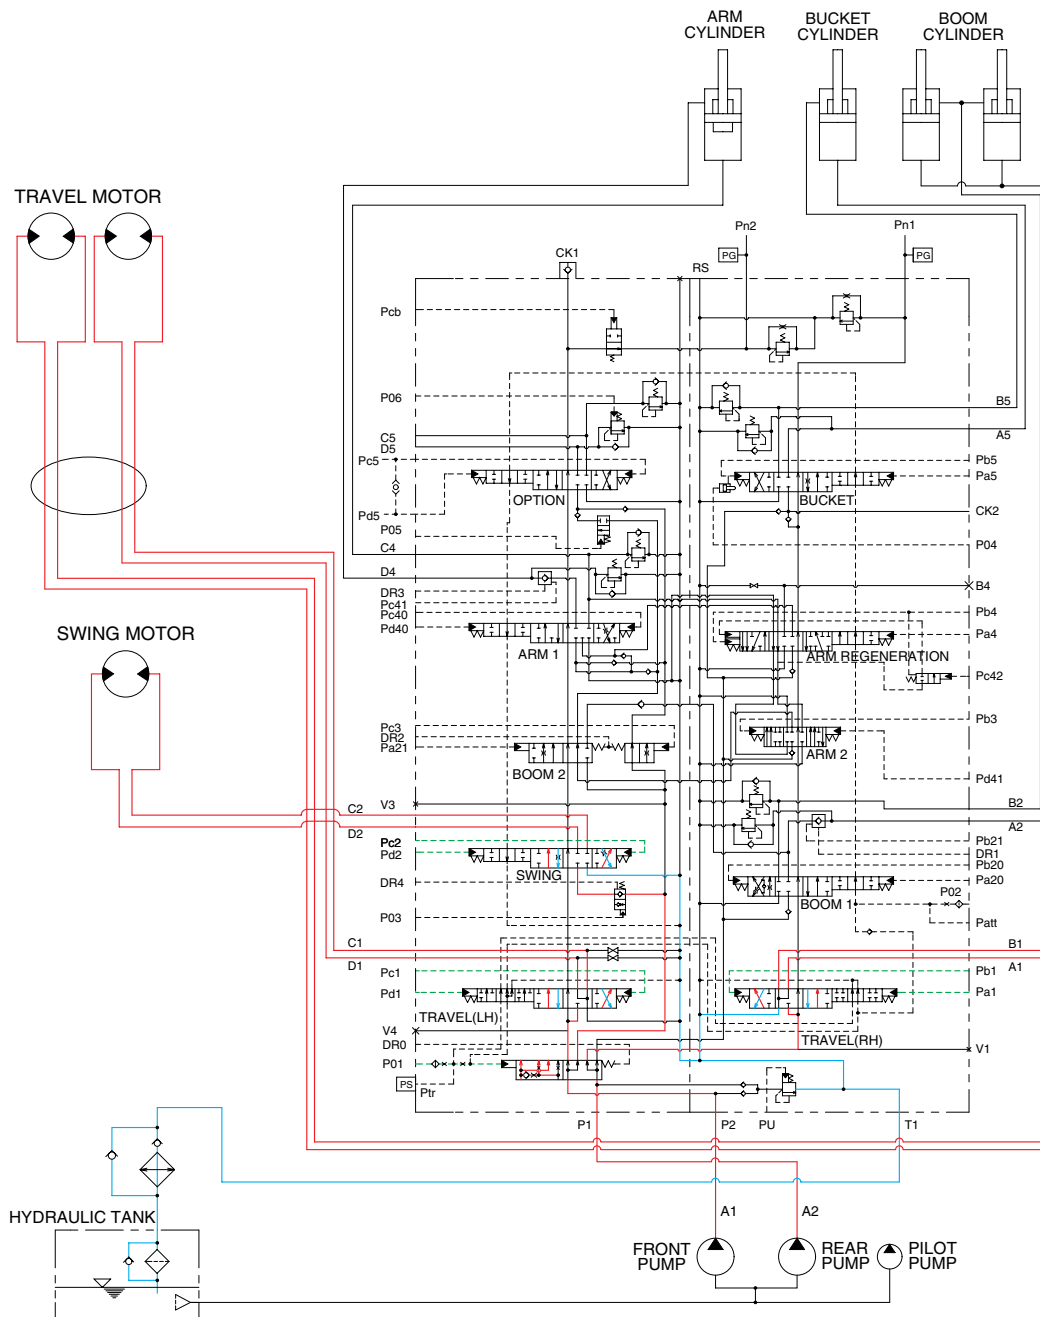 ARM
CYLINDER
BUCKET
CYLINDER
BOOM
CYLINDER
TRAVEL MOTOR
Pn2
Pn1
CK1
PG
PG
RS
Pcb
P06
B5
C5
D5
A5
Pc5
Pb5
Pa5
OPTION
BUCKET
Pd5
CK2
P05
P04
C4
D4
B4
DR3
Pc41
Pc40
Pb4
Pd40
Pa4
SWING MOTOR
ARM 1
ARM REGENERATION
Pc42
Pc3
Pb3
DR2
Pa21
ARM 2
BOOM 2
Pd41
C2
V3
B2
D2
A2
Pc2
Pb21
Pd2
DR1
Pb20
SWING
DR4
Pa20
P02
BOOM 1
P03
Patt
C1
B1
D1
A1
Pc1
Pb1
Pd1
Pa1
TRAVEL(LH)
V4
TRAVEL(RH)
DR0
V1
P01
PS
Ptr
P1
P2
PU
T1
HYDRAULIC TANK
A1
A2
FRONT
PUMP
REAR
PUMP
PILOT
PUMP